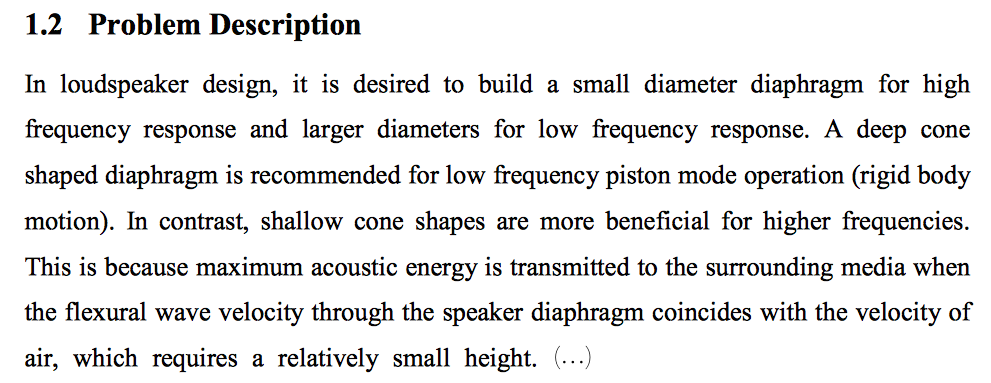 1.2 Problem Description
In loudspeaker design, it is desired to build a small diameter diaphragm for high
frequency response and larger diameters for low frequency response. A deep cone
shaped diaphragm is recommended for low frequency piston mode operation (rigid body
motion). In contrast, shallow cone shapes are more beneficial for higher frequencies.
This is because maximum acoustic energy is transmitted to the surrounding media when
the flexural wave velocity through the speaker diaphragm coincides with the velocity of
air, which requires a relatively small height. (...)